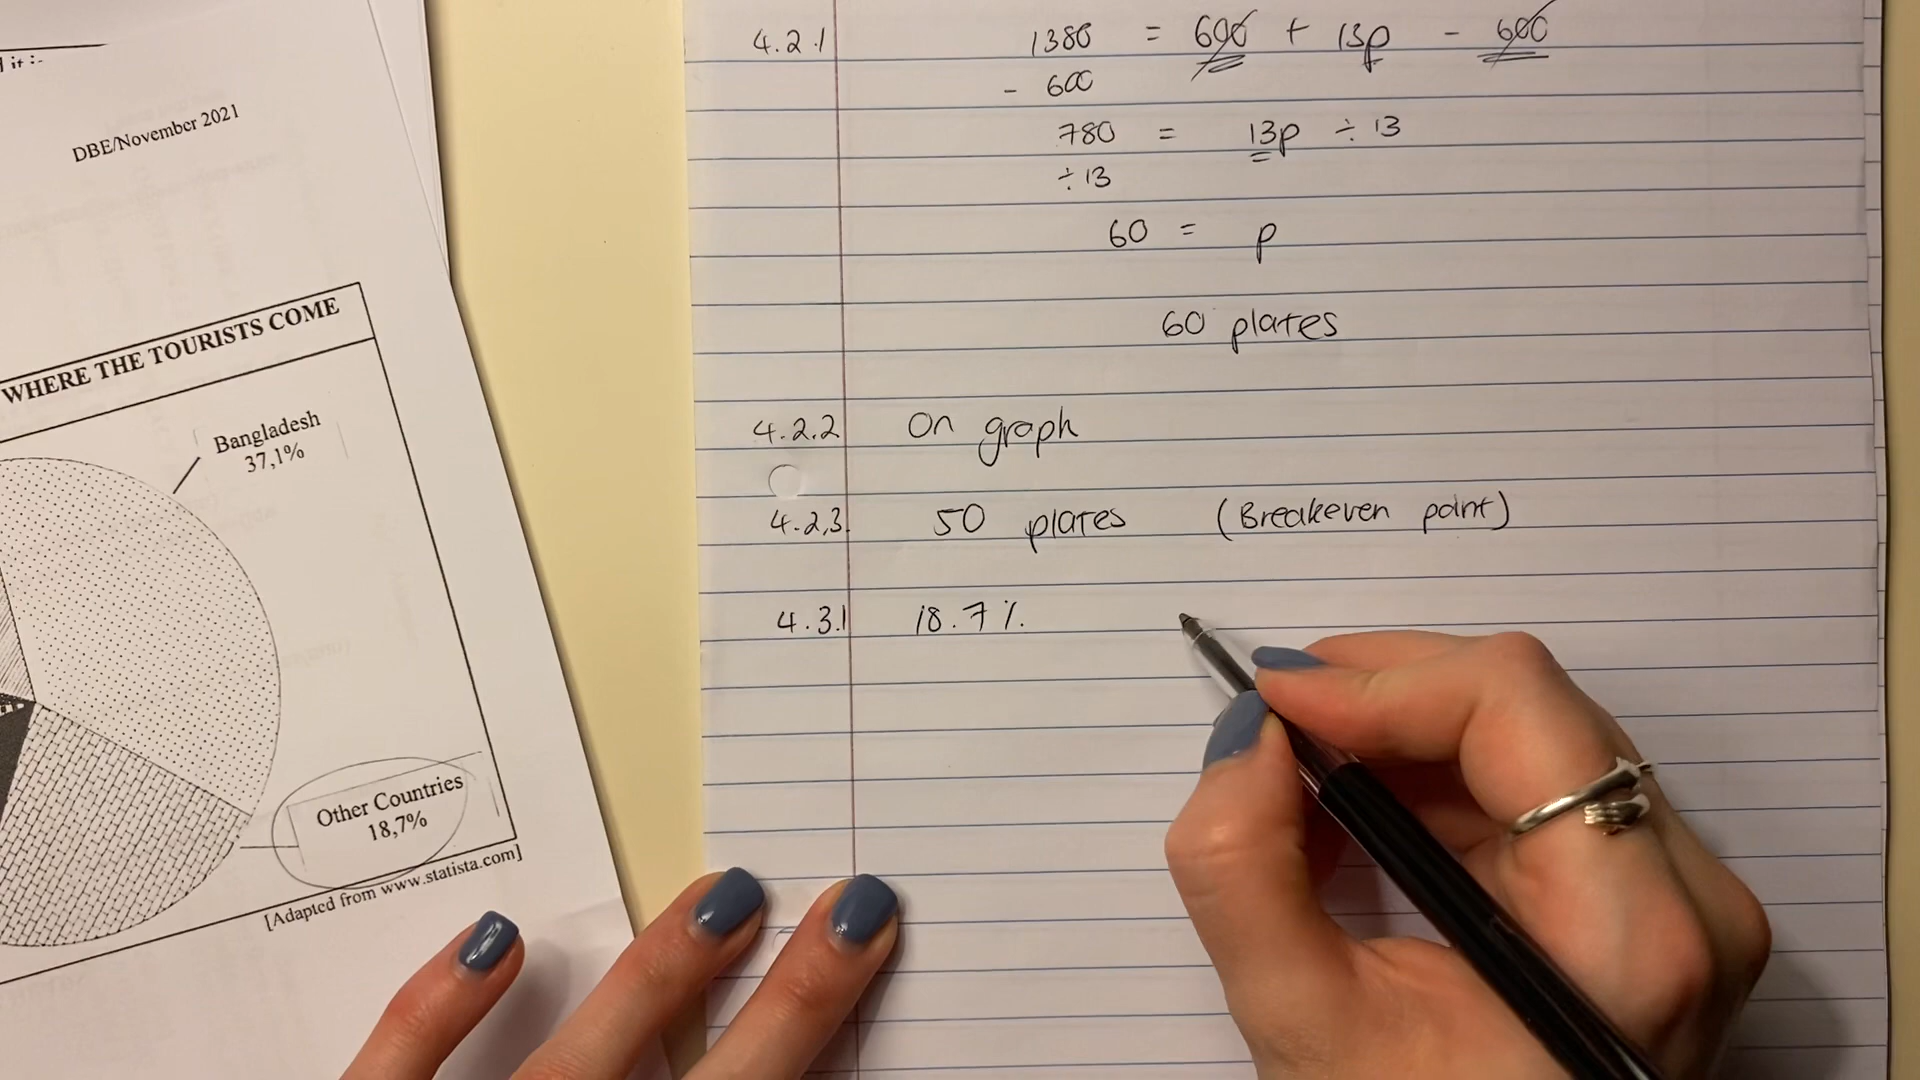 d it :-
DBE/November 2021
WHERE THE TOURISTS COME
Bangladesh
37,1%
Other Countries
18,7%
[Adapted from www.statista.com]
4.2.1 1380 = 600 + 13p - 600
- 600
780 = 13p ÷ 13
÷ 13
60 = p
60 plates
4.2.2 On graph
4.2.3. 50 plates (Breakeven point)
4.3.1 18.7%.